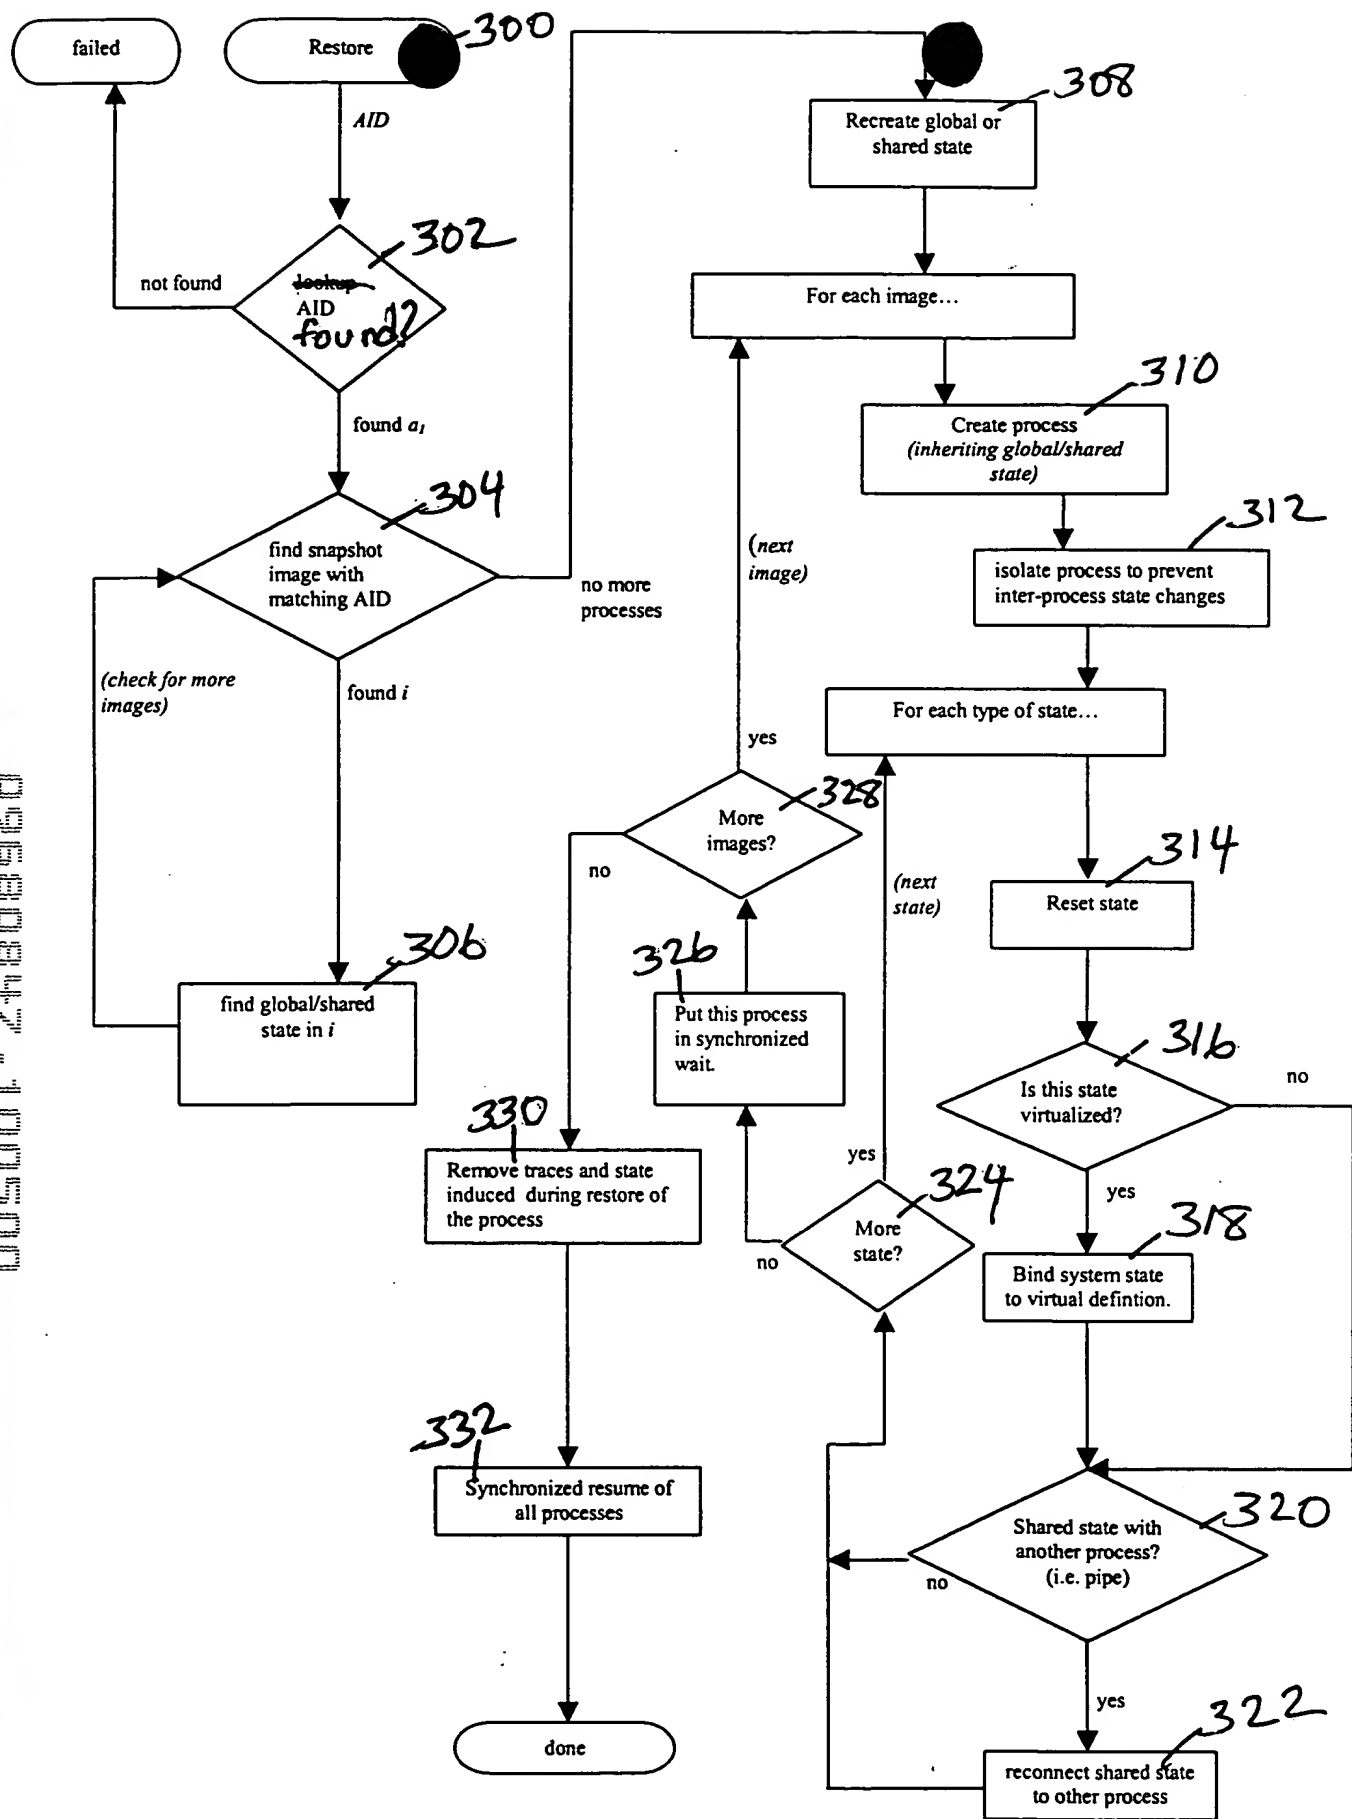 failed
Restore
300
AID
302
not found
lookup
AID
found?
found a₁
304
find snapshot
image with
matching AID
no more
processes
(check for more
images)
found i
306
find global/shared
state in i
308
Recreate global or
shared state
For each image...
310
Create process
(inheriting global/shared
state)
312
isolate process to prevent
inter-process state changes
(next
image)
For each type of state...
yes
328
More
images?
no
(next
state)
314
Reset state
326
Put this process
in synchronized
wait.
316
Is this state
virtualized?
no
yes
330
Remove traces and state
induced during restore of
the process
yes
324
More
state?
no
318
Bind system state
to virtual defintion.
332
Synchronized resume of
all processes
320
Shared state with
another process?
(i.e. pipe)
no
yes
322
reconnect shared state
to other process
done